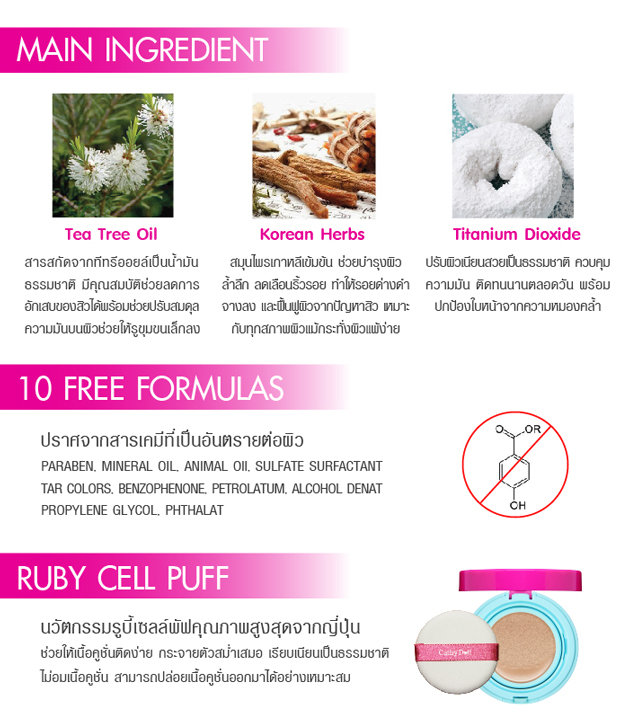 MAIN INGREDIENT
Tea Tree Oil
สารสกัดจากทีทรีออยล์เป็นน้ำมัน
ธรรมชาติ มีคุณสมบัติช่วยลดการ
อักเสบของสิวได้พร้อมช่วยปรับสมดุล
ความมันบนผิวช่วยให้รูขุมขนเล็กลง
Korean Herbs
สมุนไพรเกาหลีเข้มข้น ช่วยบำรุงผิว
ล้ำลึก ลดเลือนริ้วรอย ทำให้รอยด่างดำ
จางลง และฟื้นฟูผิวจากปัญหาสิว เหมาะ
กับทุกสภาพผิวแม้กระทั่งผิวแพ้ง่าย
Titanium Dioxide
ปรับผิวเนียนสวยเป็นธรรมชาติ ควบคุม
ความมัน ติดทนนานตลอดวัน พร้อม
ปกป้องใบหน้าจากความหมองคล้ำ
10 FREE FORMULAS
ปราศจากสารเคมีที่เป็นอันตรายต่อผิว
PARABEN, MINERAL OIL, ANIMAL OIl, SULFATE SURFACTANT
TAR COLORS, BENZOPHENONE, PETROLATUM, ALCOHOL DENAT
PROPYLENE GLYCOL, PHTHALAT
O OR
OH
RUBY CELL PUFF
นวัตกรรมรูบี้เซลล์พัฟคุณภาพสูงสุดจากญี่ปุ่น
ช่วยให้เนื้อคูชั่นติดง่าย กระจายตัวสม่ำเสมอ เรียบเนียนเป็นธรรมชาติ
ไม่อมเนื้อคูชั่น สามารถปล่อยเนื้อคูชั่นออกมาได้อย่างเหมาะสม
Cathy Doll